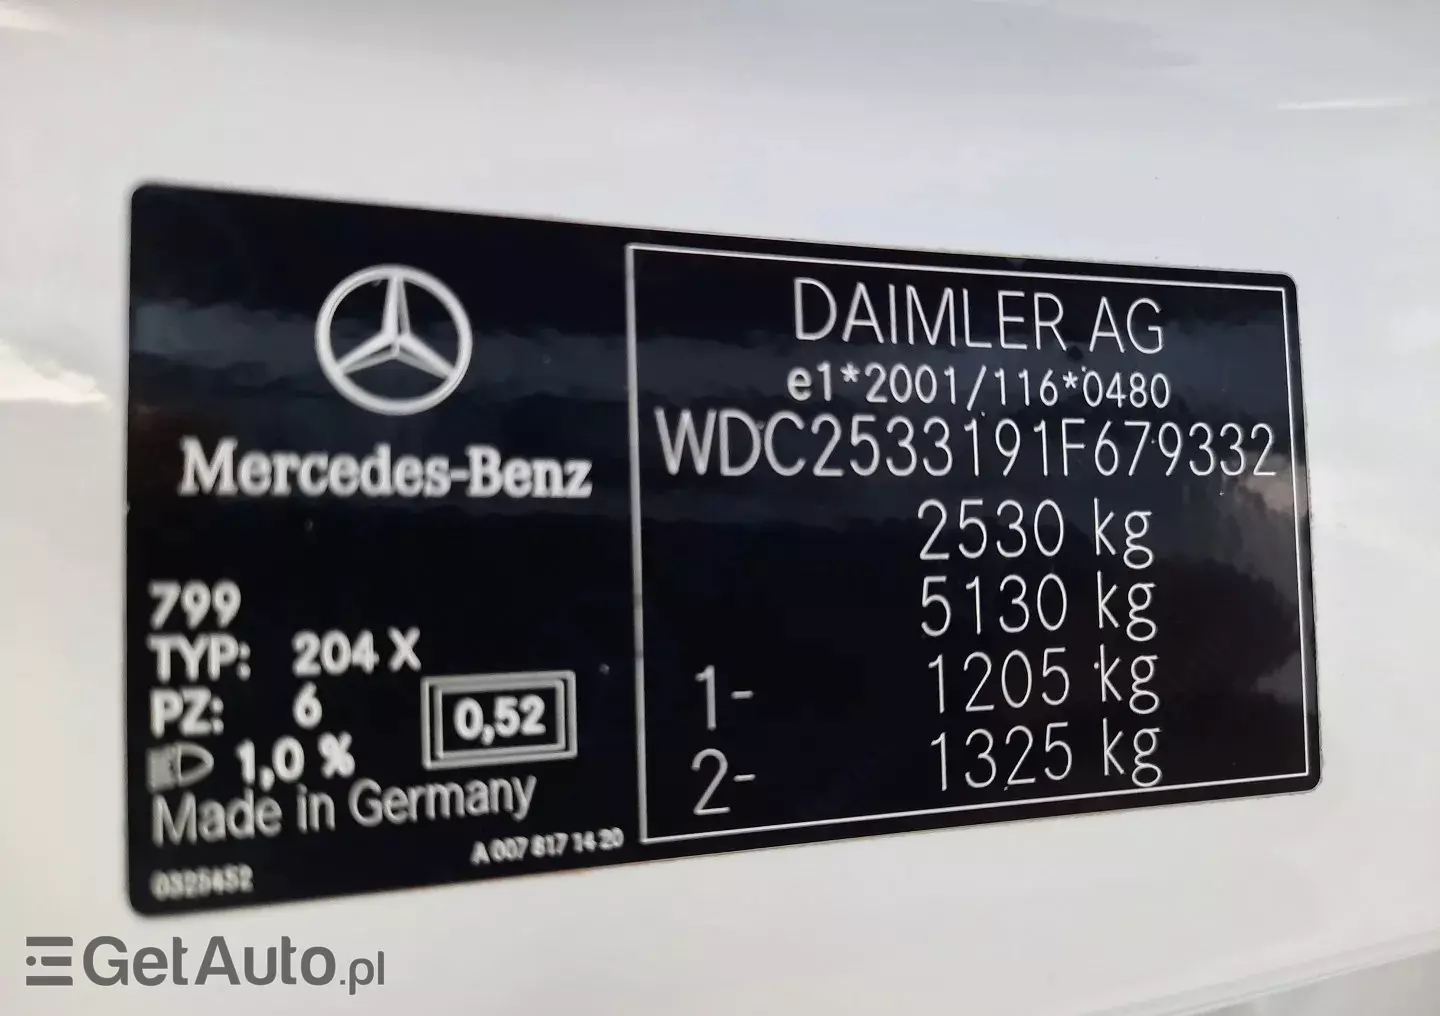 Mercedes-Benz
799
TYP: 204 X
PZ: 6
1,0 %
0,52
Made in Germany
A 007 817 14 20
0325452
DAIMLER AG
e1*2001/116*0480
WDC2533191F679332
2530 kg
5130 kg
1- 1205 kg
2- 1325 kg
GetAuto.pl